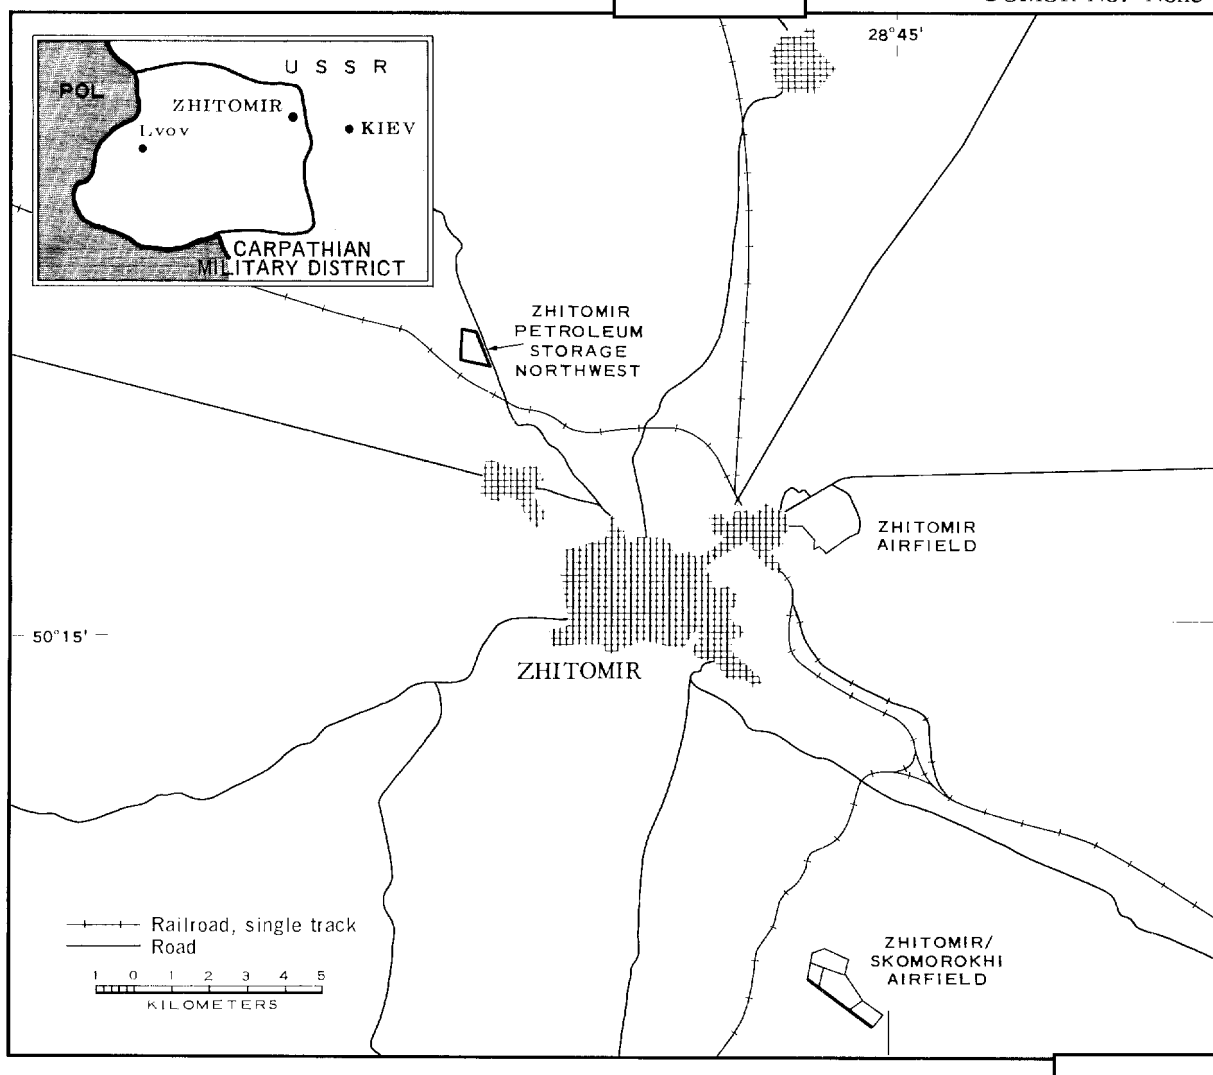 28°45'
U S S R
POL
ZHITOMIR
Lvov
KIEV
CARPATHIAN
MILITARY DISTRICT
ZHITOMIR
PETROLEUM
STORAGE
NORTHWEST
ZHITOMIR
AIRFIELD
50°15'
ZHITOMIR
Railroad, single track
Road
1 0 1 2 3 4 5
KILOMETERS
ZHITOMIR/
SKOMOROKHI
AIRFIELD